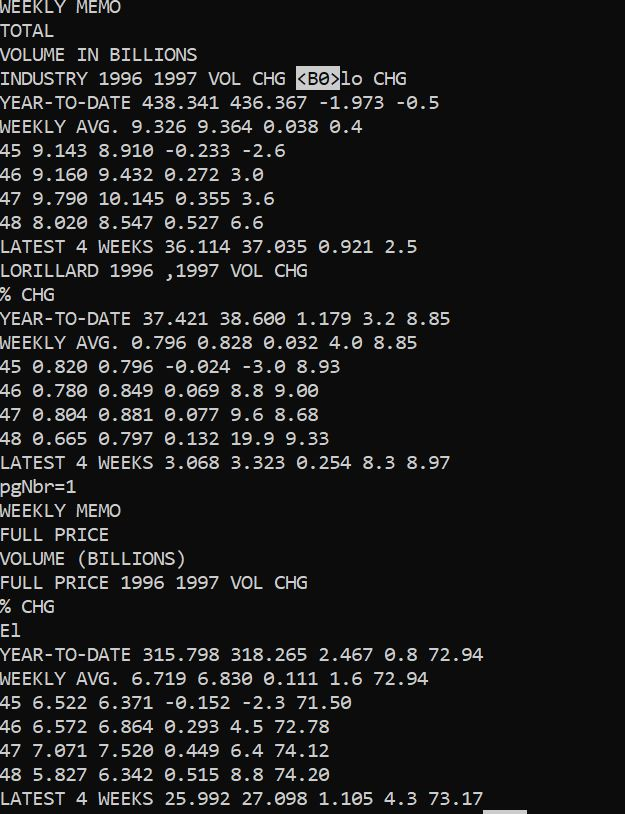 WEEKLY MEMO
TOTAL
VOLUME IN BILLIONS
INDUSTRY 1996 1997 VOL CHG <B0>lo CHG
YEAR-TO-DATE 438.341 436.367 -1.973 -0.5
WEEKLY AVG. 9.326 9.364 0.038 0.4
45 9.143 8.910 -0.233 -2.6
46 9.160 9.432 0.272 3.0
47 9.790 10.145 0.355 3.6
48 8.020 8.547 0.527 6.6
LATEST 4 WEEKS 36.114 37.035 0.921 2.5
LORILLARD 1996 ,1997 VOL CHG
% CHG
YEAR-TO-DATE 37.421 38.600 1.179 3.2 8.85
WEEKLY AVG. 0.796 0.828 0.032 4.0 8.85
45 0.820 0.796 -0.024 -3.0 8.93
46 0.780 0.849 0.069 8.8 9.00
47 0.804 0.881 0.077 9.6 8.68
48 0.665 0.797 0.132 19.9 9.33
LATEST 4 WEEKS 3.068 3.323 0.254 8.3 8.97
pgNbr=1
WEEKLY MEMO
FULL PRICE
VOLUME (BILLIONS)
FULL PRICE 1996 1997 VOL CHG
% CHG
El
YEAR-TO-DATE 315.798 318.265 2.467 0.8 72.94
WEEKLY AVG. 6.719 6.830 0.111 1.6 72.94
45 6.522 6.371 -0.152 -2.3 71.50
46 6.572 6.864 0.293 4.5 72.78
47 7.071 7.520 0.449 6.4 74.12
48 5.827 6.342 0.515 8.8 74.20
LATEST 4 WEEKS 25.992 27.098 1.105 4.3 73.17